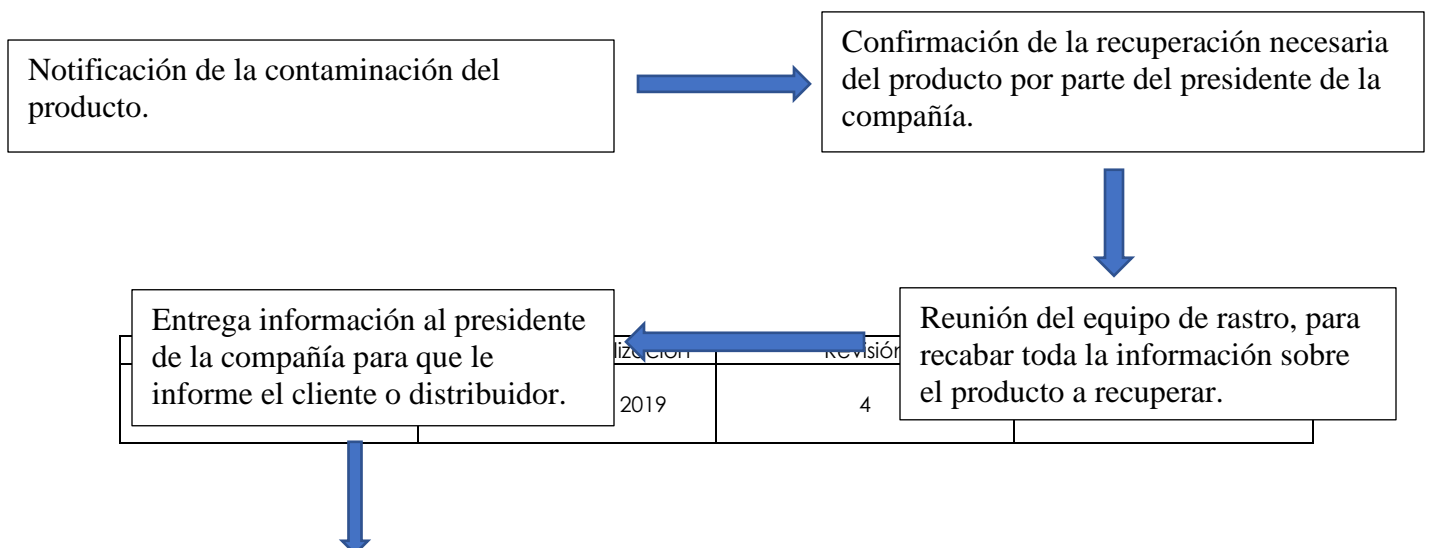 Notificación de la contaminación del
producto.
Confirmación de la recuperación necesaria
del producto por parte del presidente de la
compañía.
Reunión del equipo de rastro, para
recabar toda la información sobre
el producto a recuperar.
Entrega información al presidente
de la compañía para que le
informe el cliente o distribuidor.
Revisión
2019
4